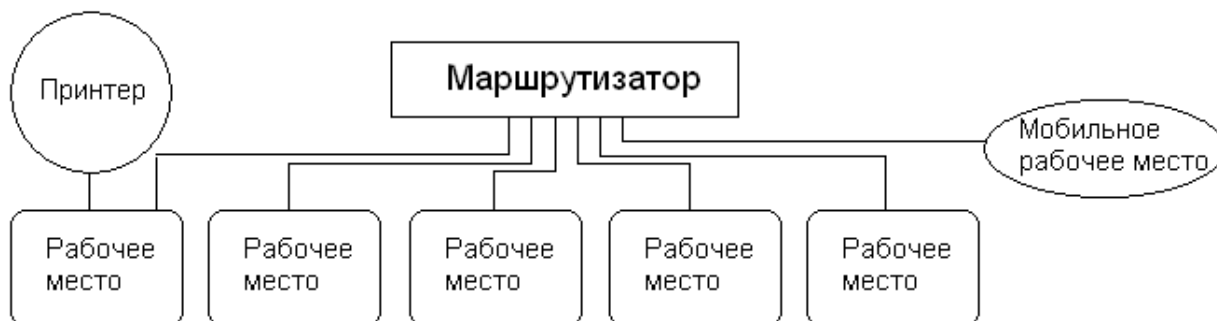 Принтер
Маршрутизатор
Мобильное
рабочее место
Рабочее
место
Рабочее
место
Рабочее
место
Рабочее
место
Рабочее
место